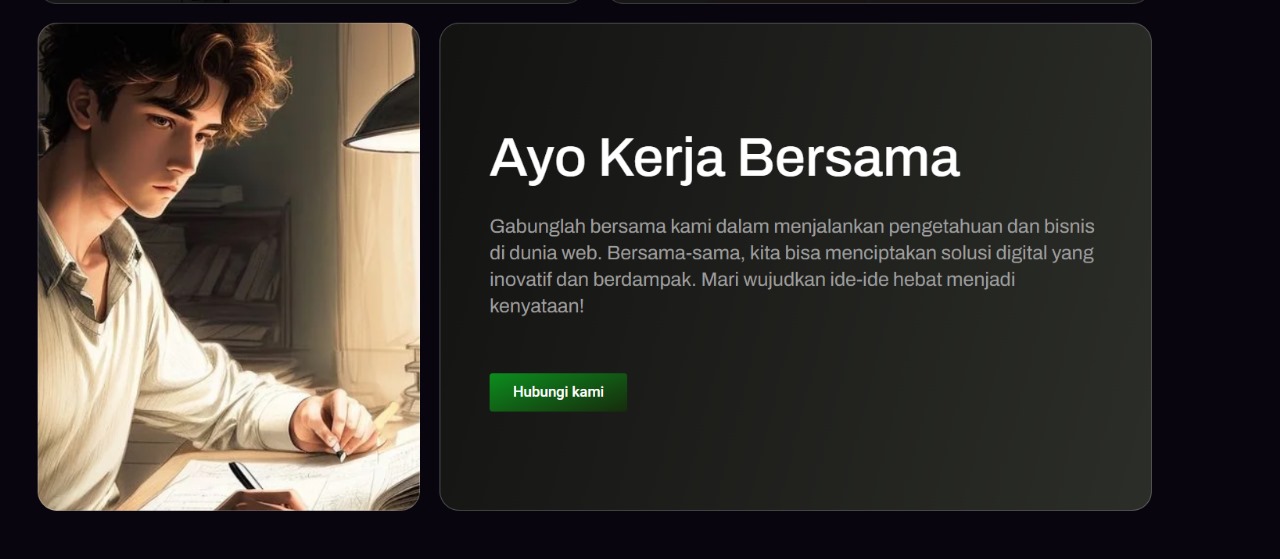 Ayo Kerja Bersama
Gabunglah bersama kami dalam menjalankan pengetahuan dan bisnis
di dunia web. Bersama-sama, kita bisa menciptakan solusi digital yang
inovatif dan berdampak. Mari wujudkan ide-ide hebat menjadi
kenyataan!
Hubungi kami